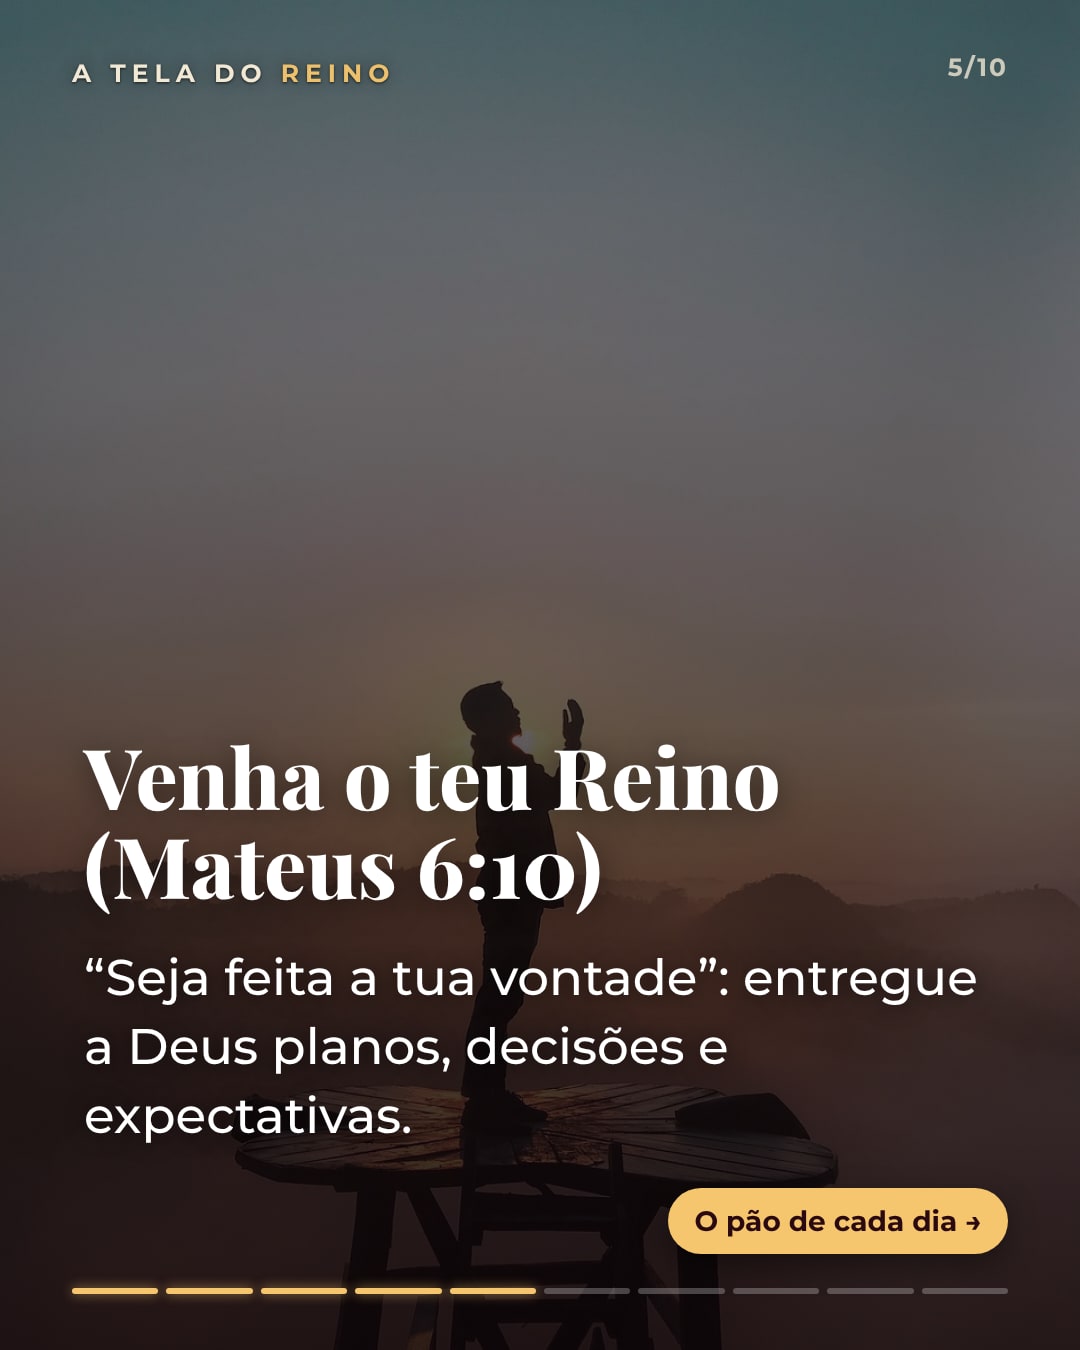 A TELA DO REINO
5/10
Venha o teu Reino
(Mateus 6:10)
“Seja feita a tua vontade”: entregue
a Deus planos, decisões e
expectativas.
O pão de cada dia →